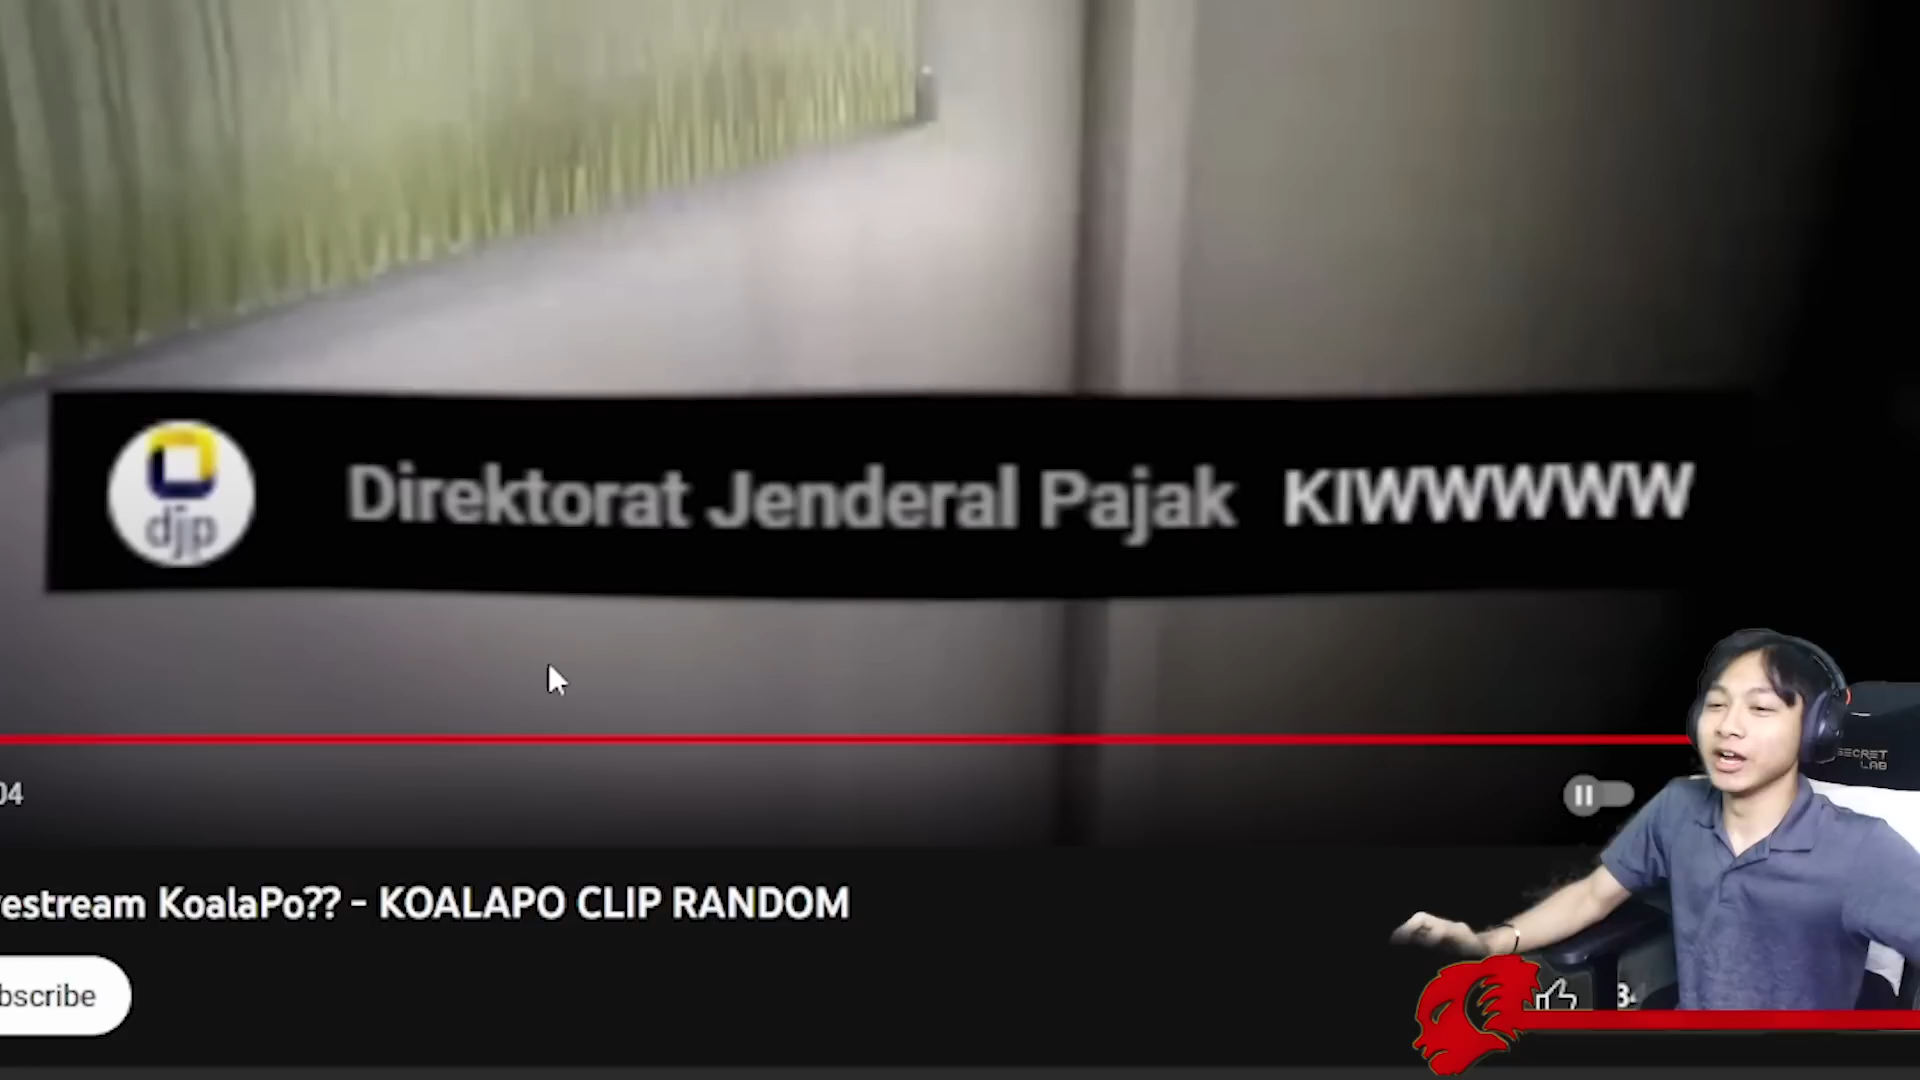 djp
Direktorat Jenderal Pajak KIWWWWW
04
estream KoalaPo?? - KOALAPO CLIP RANDOM
bscribe
SECRET
LAB